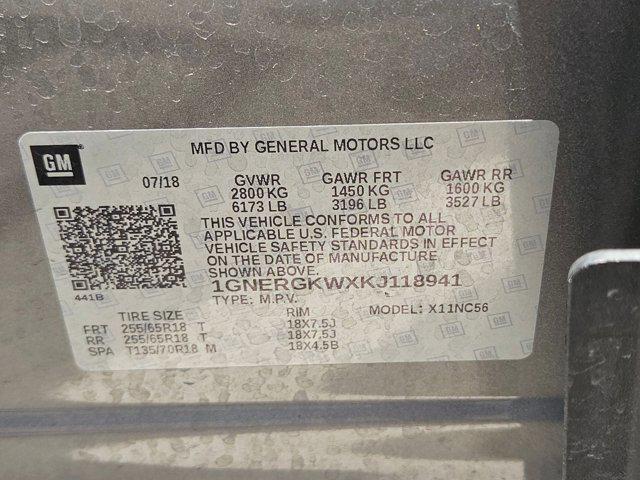 GM
MFD BY GENERAL MOTORS LLC
07/18 GVWR GAWR FRT GAWR RR
2800 KG 1450 KG 1600 KG
6173 LB 3196 LB 3527 LB
THIS VEHICLE CONFORMS TO ALL
APPLICABLE U.S. FEDERAL MOTOR
VEHICLE SAFETY STANDARDS IN EFFECT
ON THE DATE OF MANUFACTURE
SHOWN ABOVE.
1GNERGKWXKJ118941
441B
TYPE: M.P.V. MODEL: X11NC56
TIRE SIZE RIM
FRT 255/65R18 T 18X7.5J
RR 255/65R18 T 18X7.5J
SPA T135/70R18 M 18X4.5B